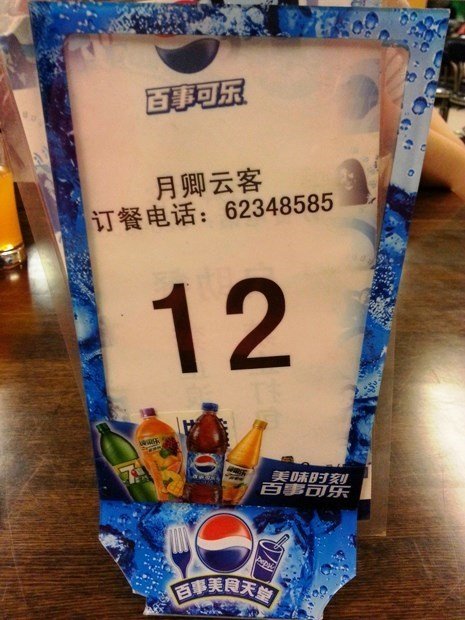 百事可乐
月卿云客
订餐电话：62348585
12
美味时刻
百事可乐
百事美食天堂